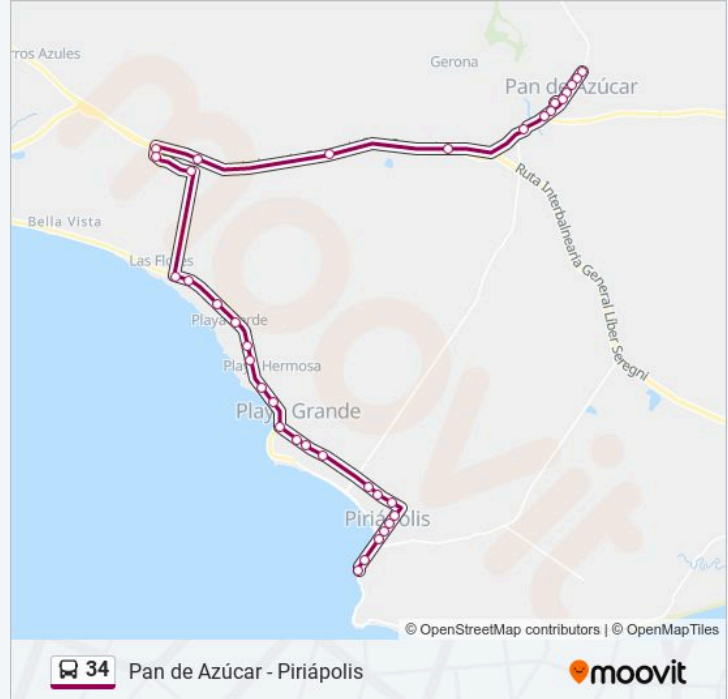 rros Azules
Gerona
Pan de Azúcar
Bella Vista
Las Flores
Playa Verde
Playa Hermosa
Playa Grande
Piriápolis
Ruta Interbalnearia General Líber Seregni
moovit
© OpenStreetMap contributors | © OpenMapTiles
34 Pan de Azúcar - Piriápolis
moovit